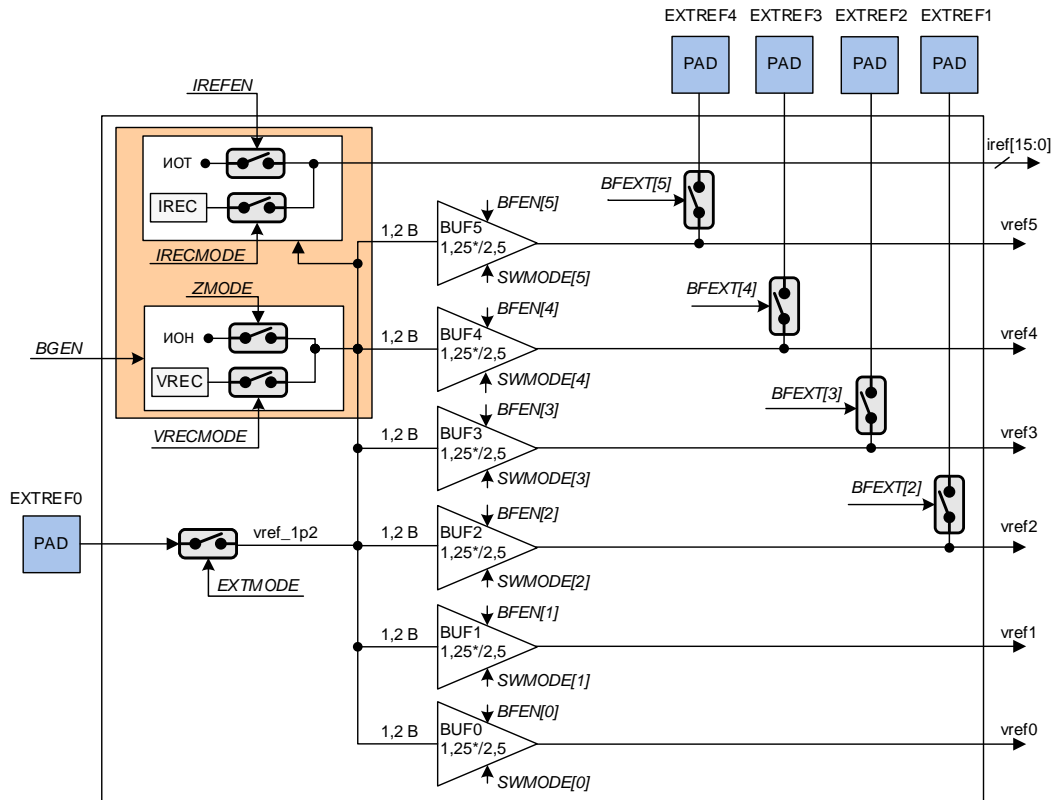 EXTREF4 EXTREF3 EXTREF2 EXTREF1
PAD PAD PAD PAD
IREFEN
ИОТ
iref[15:0]
IREC
BFEXT[5]
BFEN[5]
1,2 В
BUF5
1,25*/2,5
vref5
IRECMODE
SWMODE[5]
ZMODE
BFEXT[4]
BFEN[4]
ИОН
1,2 В
BUF4
1,25*/2,5
vref4
BGEN
VREC
SWMODE[4]
BFEXT[3]
BFEN[3]
VRECMODE
1,2 В
BUF3
1,25*/2,5
vref3
SWMODE[3]
BFEXT[2]
EXTREF0
PAD
vref_1p2
BFEN[2]
1,2 В
BUF2
1,25*/2,5
vref2
EXTMODE
SWMODE[2]
BFEN[1]
1,2 В
BUF1
1,25*/2,5
vref1
SWMODE[1]
BFEN[0]
1,2 В
BUF0
1,25*/2,5
vref0
SWMODE[0]